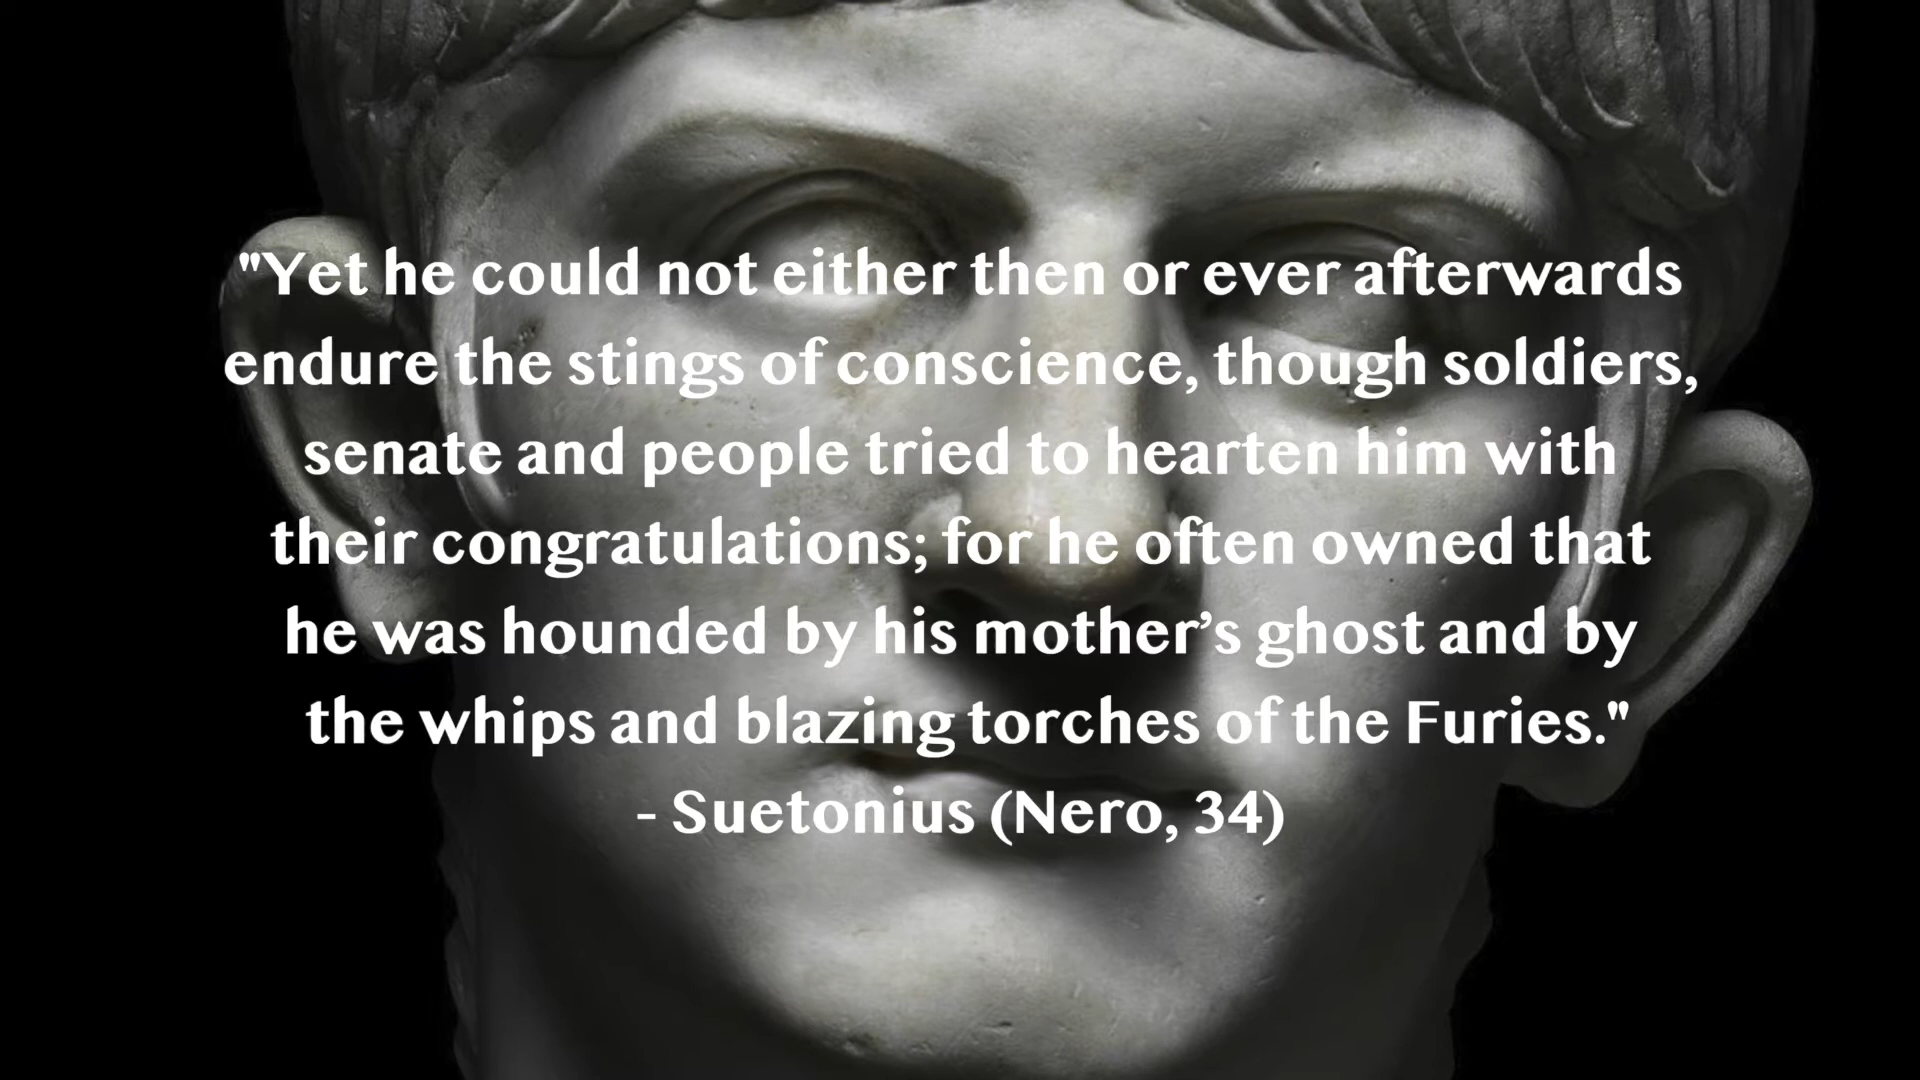 "Yet he could not either then or ever afterwards
endure the stings of conscience, though soldiers,
senate and people tried to hearten him with
their congratulations; for he often owned that
he was hounded by his mother’s ghost and by
the whips and blazing torches of the Furies."
- Suetonius (Nero, 34)